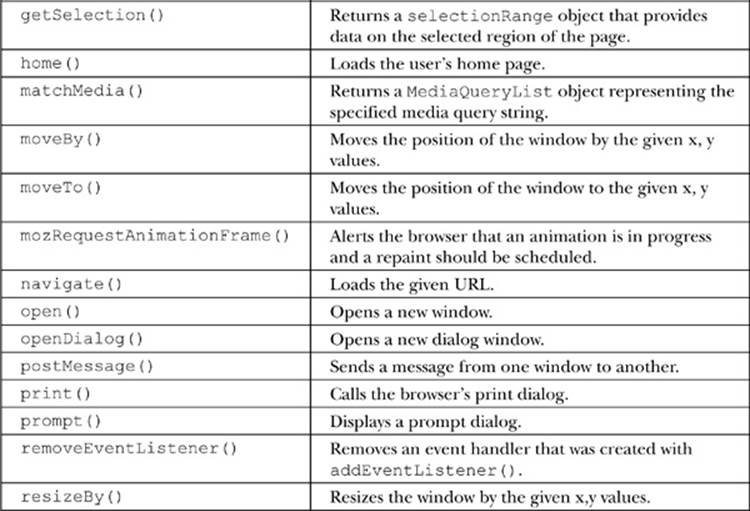 getSelection() Returns a selectionRange object that provides
data on the selected region of the page.
home() Loads the user's home page.
matchMedia() Returns a MediaQueryList object representing the
specified media query string.
moveBy() Moves the position of the window by the given x, y
values.
moveTo() Moves the position of the window to the given x, y
values.
mozRequestAnimationFrame() Alerts the browser that an animation is in progress
and a repaint should be scheduled.
navigate() Loads the given URL.
open() Opens a new window.
openDialog() Opens a new dialog window.
postMessage() Sends a message from one window to another.
print() Calls the browser's print dialog.
prompt() Displays a prompt dialog.
removeEventListener() Removes an event handler that was created with
addEventListener().
resizeBy() Resizes the window by the given x,y values.